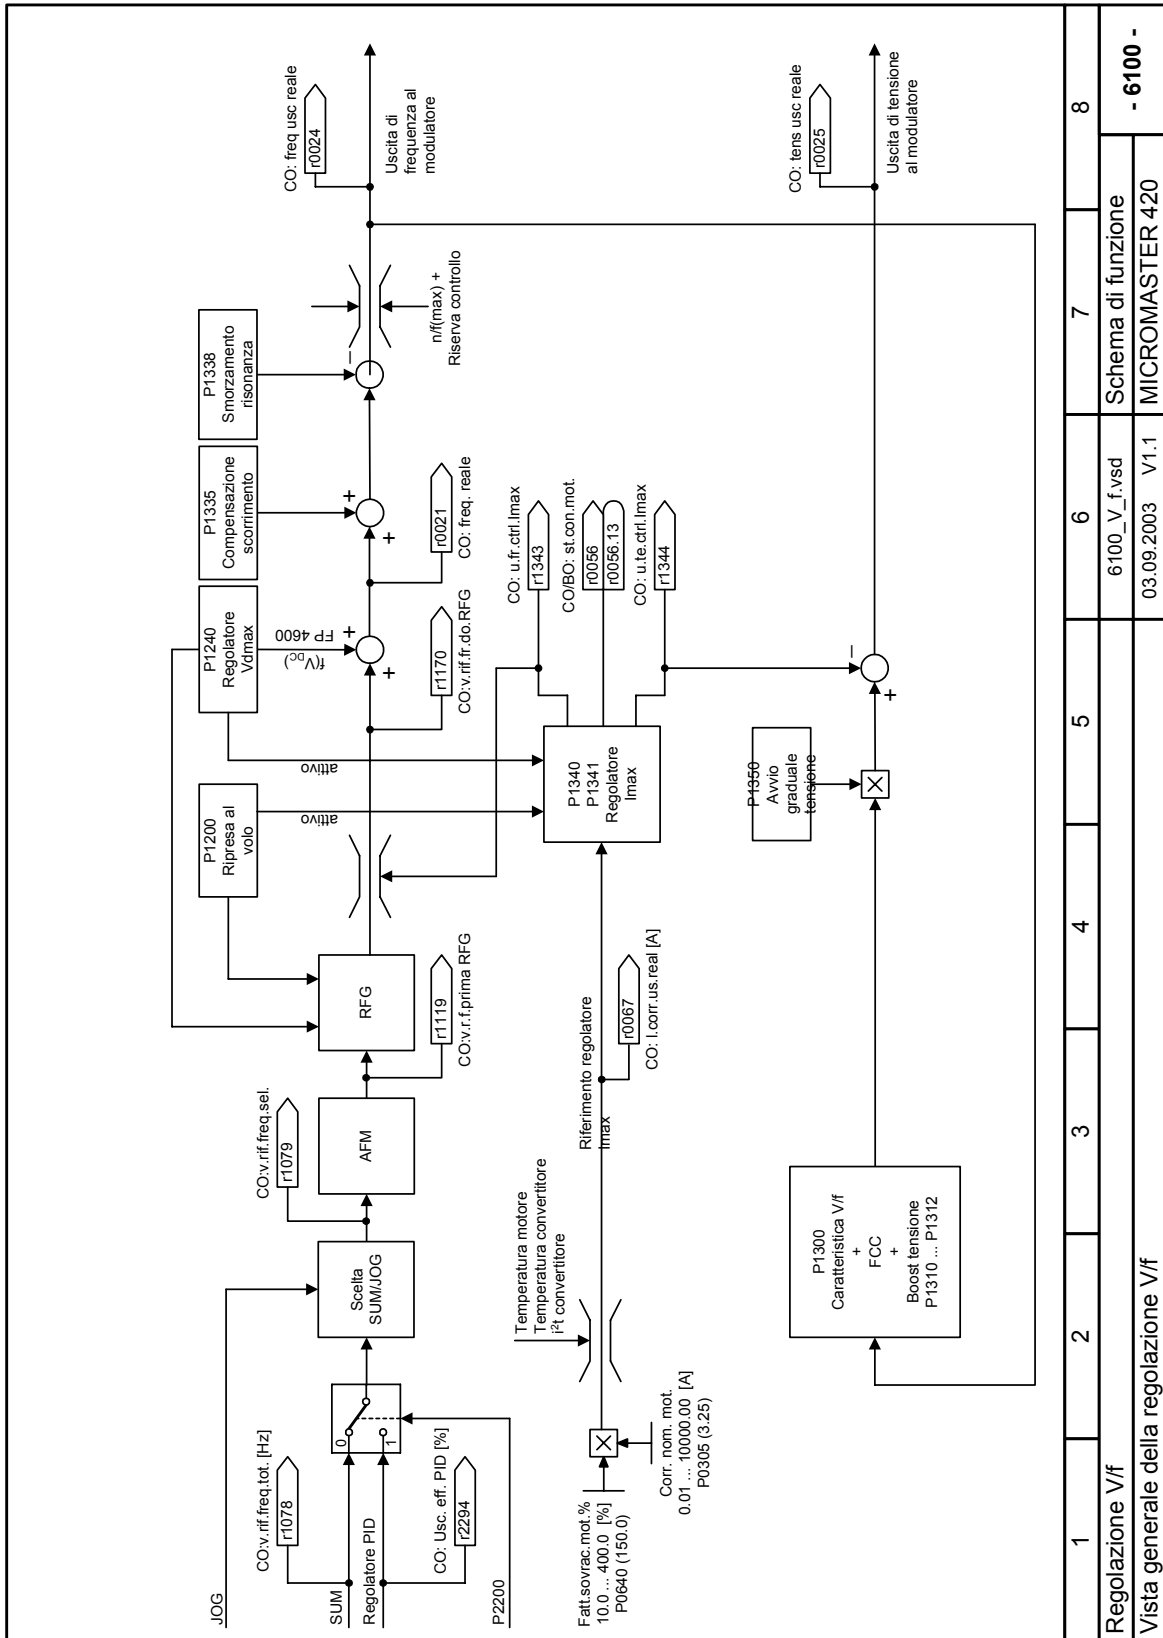 JOG
CO:v.rif.freq.tot. [Hz]
r1078
SUM
Regolatore PID
CO: Usc. eff. PID [%]
r2294
P2200
0
1
Scelta
SUM/JOG
CO:v.rif.freq.sel.
r1079
AFM
r1119
CO:v.r.f.prima RFG
RFG
P1200
Ripresa al
volo
attivo
P1240
Regolatore
Vdmax
attivo
f(VDC)
FP 4600
+
+
r1170
CO:v.rif.fr.do.RFG
P1335
Compensazione
scorrimento
+
+
r0021
CO: freq. reale
P1338
Smorzamento
risonanza
–
n/f(max) +
Riserva controllo
CO: freq usc reale
r0024
Uscita di
frequenza al
modulatore
Fatt.sovrac.mot.%
10.0 ... 400.0 [%]
P0640 (150.0)
Corr. nom. mot.
0.01 ... 10000.00 [A]
P0305 (3.25)
Temperatura motore
Temperatura convertitore
i²t convertitore
Riferimento regolatore
Imax
r0067
CO: I.corr.us.real [A]
P1340
P1341
Regolatore
Imax
CO: u.fr.ctrl.Imax
r1343
CO/BO: st.con.mot.
r0056
r0056.13
CO: u.te.ctrl.Imax
r1344
P1300
Caratteristica V/f
+
FCC
+
Boost tensione
P1310 ... P1312
P1350
Avvio
graduale
tensione
+
–
CO: tens usc reale
r0025
Uscita di tensione
al modulatore
1
2
3
4
5
6
7
8
Regolazione V/f
6100_V_f.vsd
Schema di funzione
- 6100 -
Vista generale della regolazione V/f
03.09.2003
V1.1
MICROMASTER 420